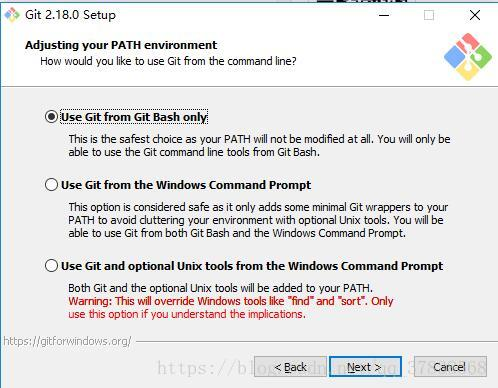 Git 2.18.0 Setup
Adjusting your PATH environment
How would you like to use Git from the command line?
Use Git from Git Bash only
This is the safest choice as your PATH will not be modified at all. You will only be
able to use the Git command line tools from Git Bash.
Use Git from the Windows Command Prompt
This option is considered safe as it only adds some minimal Git wrappers to your
PATH to avoid cluttering your environment with optional Unix tools. You will be
able to use Git from both Git Bash and the Windows Command Prompt.
Use Git and optional Unix tools from the Windows Command Prompt
Both Git and the optional Unix tools will be added to your PATH.
Warning: This will override Windows tools like "find" and "sort". Only
use this option if you understand the implications.
https://gitforwindows.org/
< Back Next > Cancel